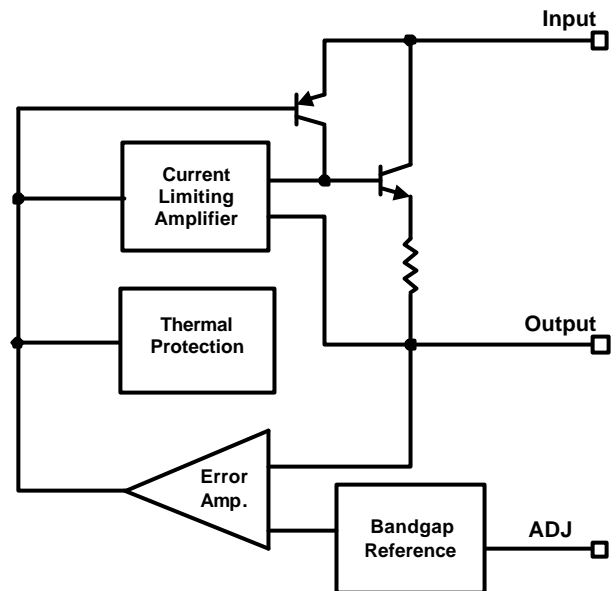 Input
Current
Limiting
Amplifier
Thermal
Protection
Output
Error
Amp.
Bandgap
Reference
ADJ